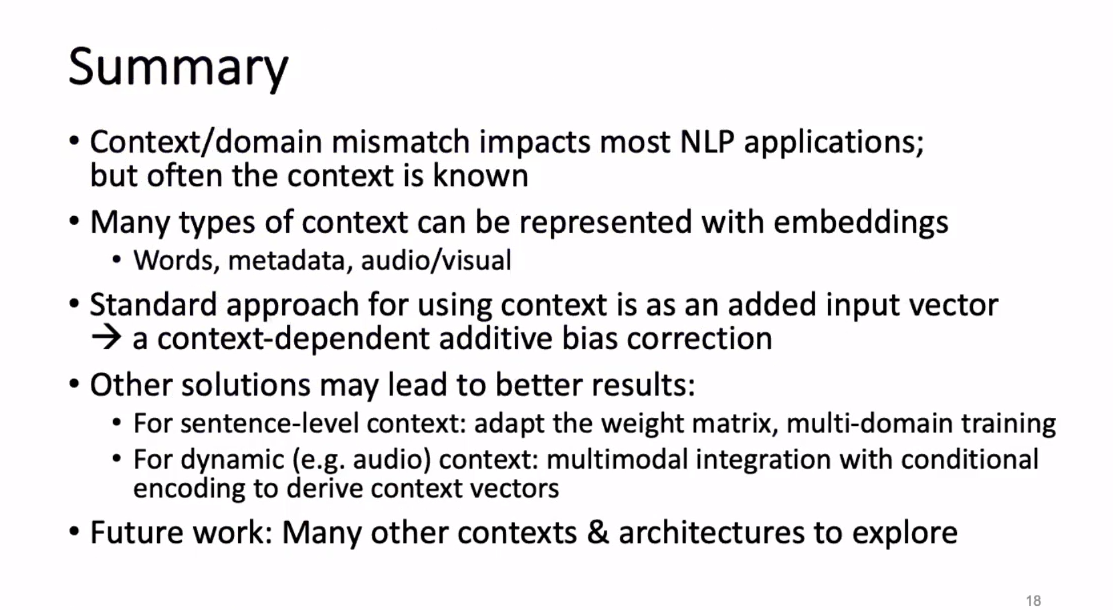 Summary
• Context/domain mismatch impacts most NLP applications;
but often the context is known
• Many types of context can be represented with embeddings
• Words, metadata, audio/visual
• Standard approach for using context is as an added input vector
→ a context-dependent additive bias correction
• Other solutions may lead to better results:
• For sentence-level context: adapt the weight matrix, multi-domain training
• For dynamic (e.g. audio) context: multimodal integration with conditional
encoding to derive context vectors
• Future work: Many other contexts & architectures to explore
18